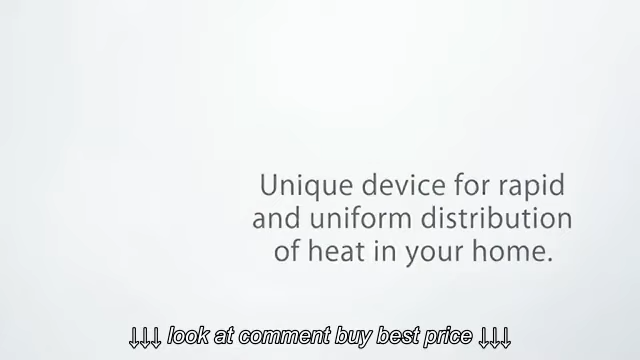 Unique device for rapid
and uniform distribution
of heat in your home.
↓↓↓ look at comment buy best price ↓↓↓